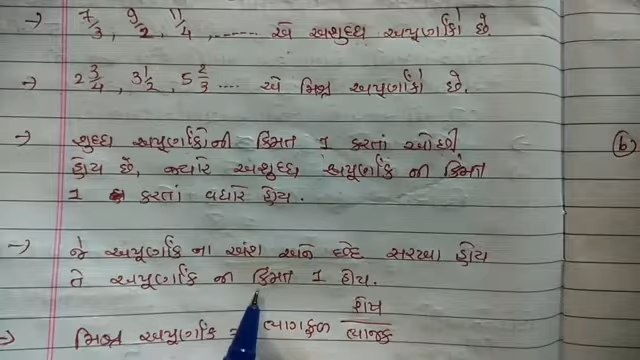 → 7/3, 9/2, 11/4, ...... એ અશુધ્ધ અપૂર્ણાંકો છે
→ 2 3/4, 3 1/2, 5 2/3 .... એ મિશ્ર અપૂર્ણાંકો છે.
→ શુધ્ધ અપૂર્ણાંકોની કિંમત 1 કરતાં ઓછી
હોય છે, જ્યારે અશુધ્ધ અપૂર્ણાંક ની કિંમત
1 કરતાં વધારે હોય.
→ જે અપૂર્ણાંક ના અંશ અને છેદ સરખા હોય
તે અપૂર્ણાંક ની કિંમત 1 હોય.
→ મિશ્ર અપૂર્ણાંક = ભાગફળ શેષ/ભાજક
(b)